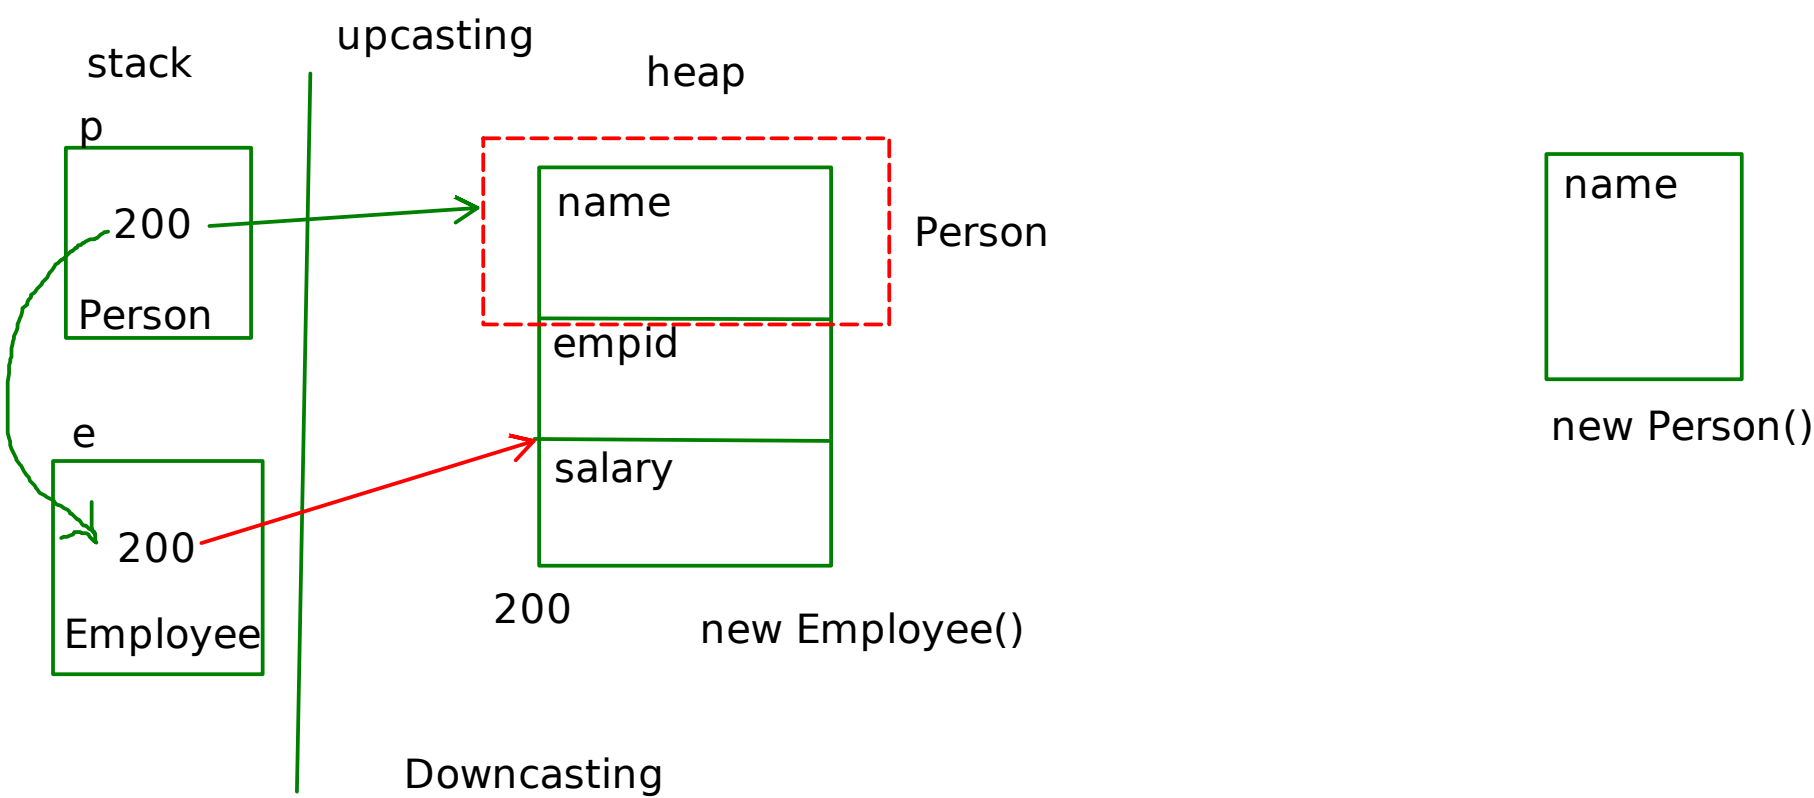 upcasting
stack
heap
p
name
name
200
Person
Person
empid
new Person()
e
salary
200
200
new Employee()
Employee
Downcasting